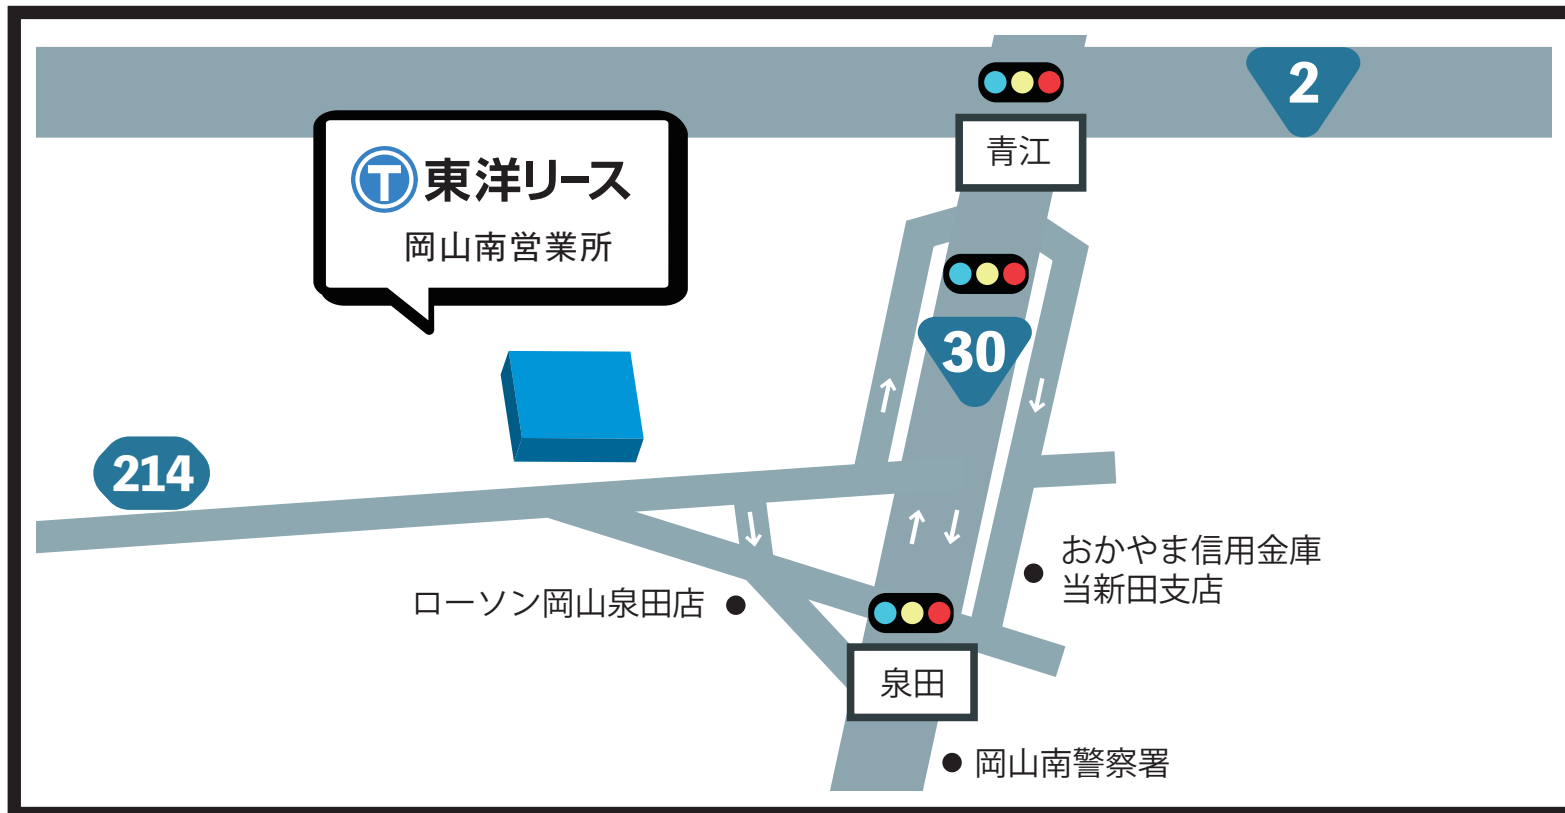 2
青江
T 東洋リース
岡山南営業所
30
214
おかやま信用金庫
当新田支店
ローソン岡山泉田店
泉田
岡山南警察署